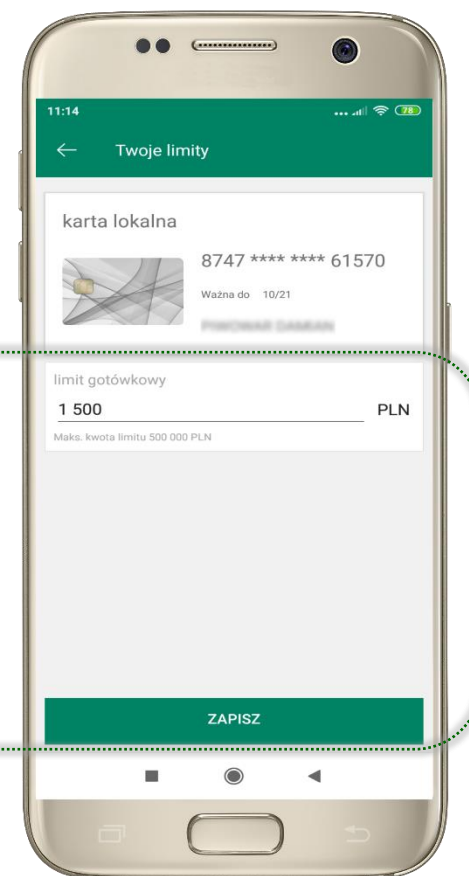 11:14
78
Twoje limity
karta lokalna
8747 **** **** 61570
Ważna do 10/21
limit gotówkowy
1 500 PLN
Maks. kwota limitu 500 000 PLN
ZAPISZ